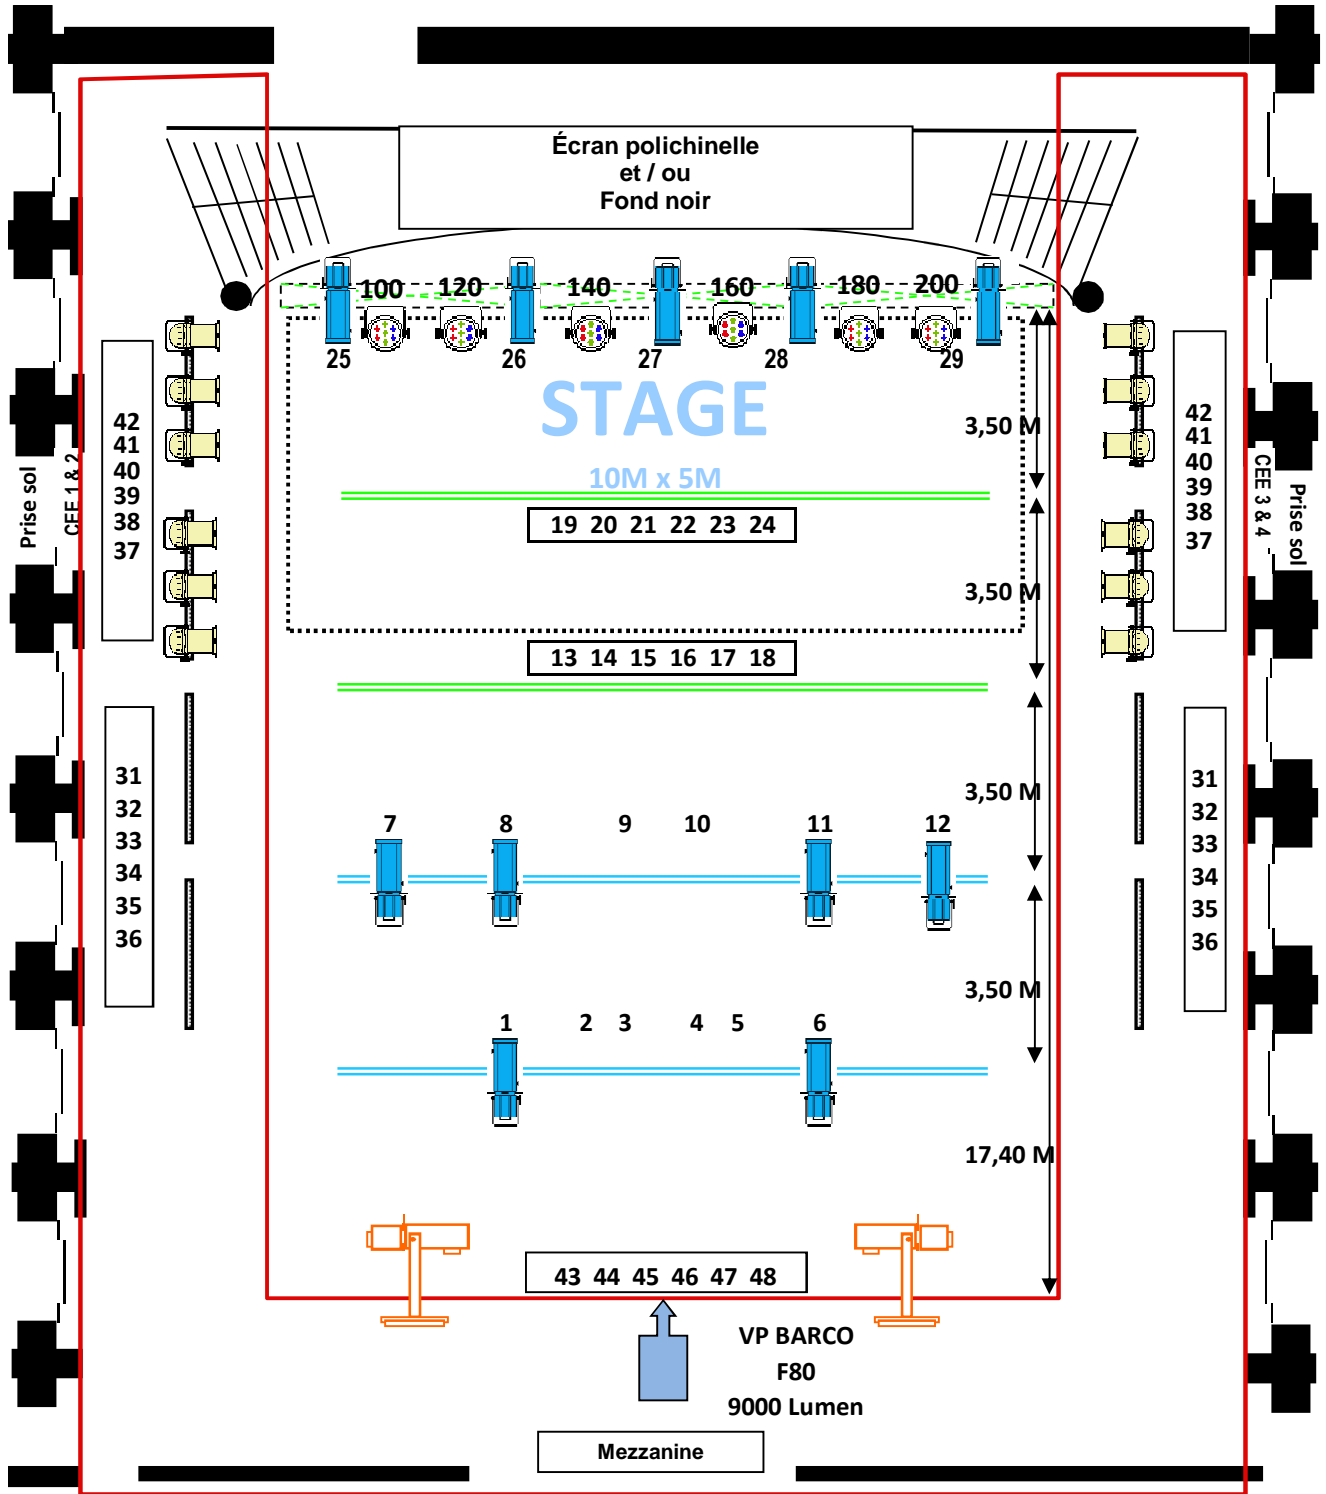 Écran polichinelle
et / ou
Fond noir
100 120 140 160 180 200
25 26 27 28 29
STAGE
10M x 5M
3,50 M
19 20 21 22 23 24
3,50 M
13 14 15 16 17 18
42
41
40
39
38
37
Prise sol
CEE 1 & 2
42
41
40
39
38
37
CEE 3 & 4
Prise sol
31
32
33
34
35
36
31
32
33
34
35
36
3,50 M
7 8 9 10 11 12
3,50 M
1 2 3 4 5 6
17,40 M
43 44 45 46 47 48
VP BARCO
F80
9000 Lumen
Mezzanine